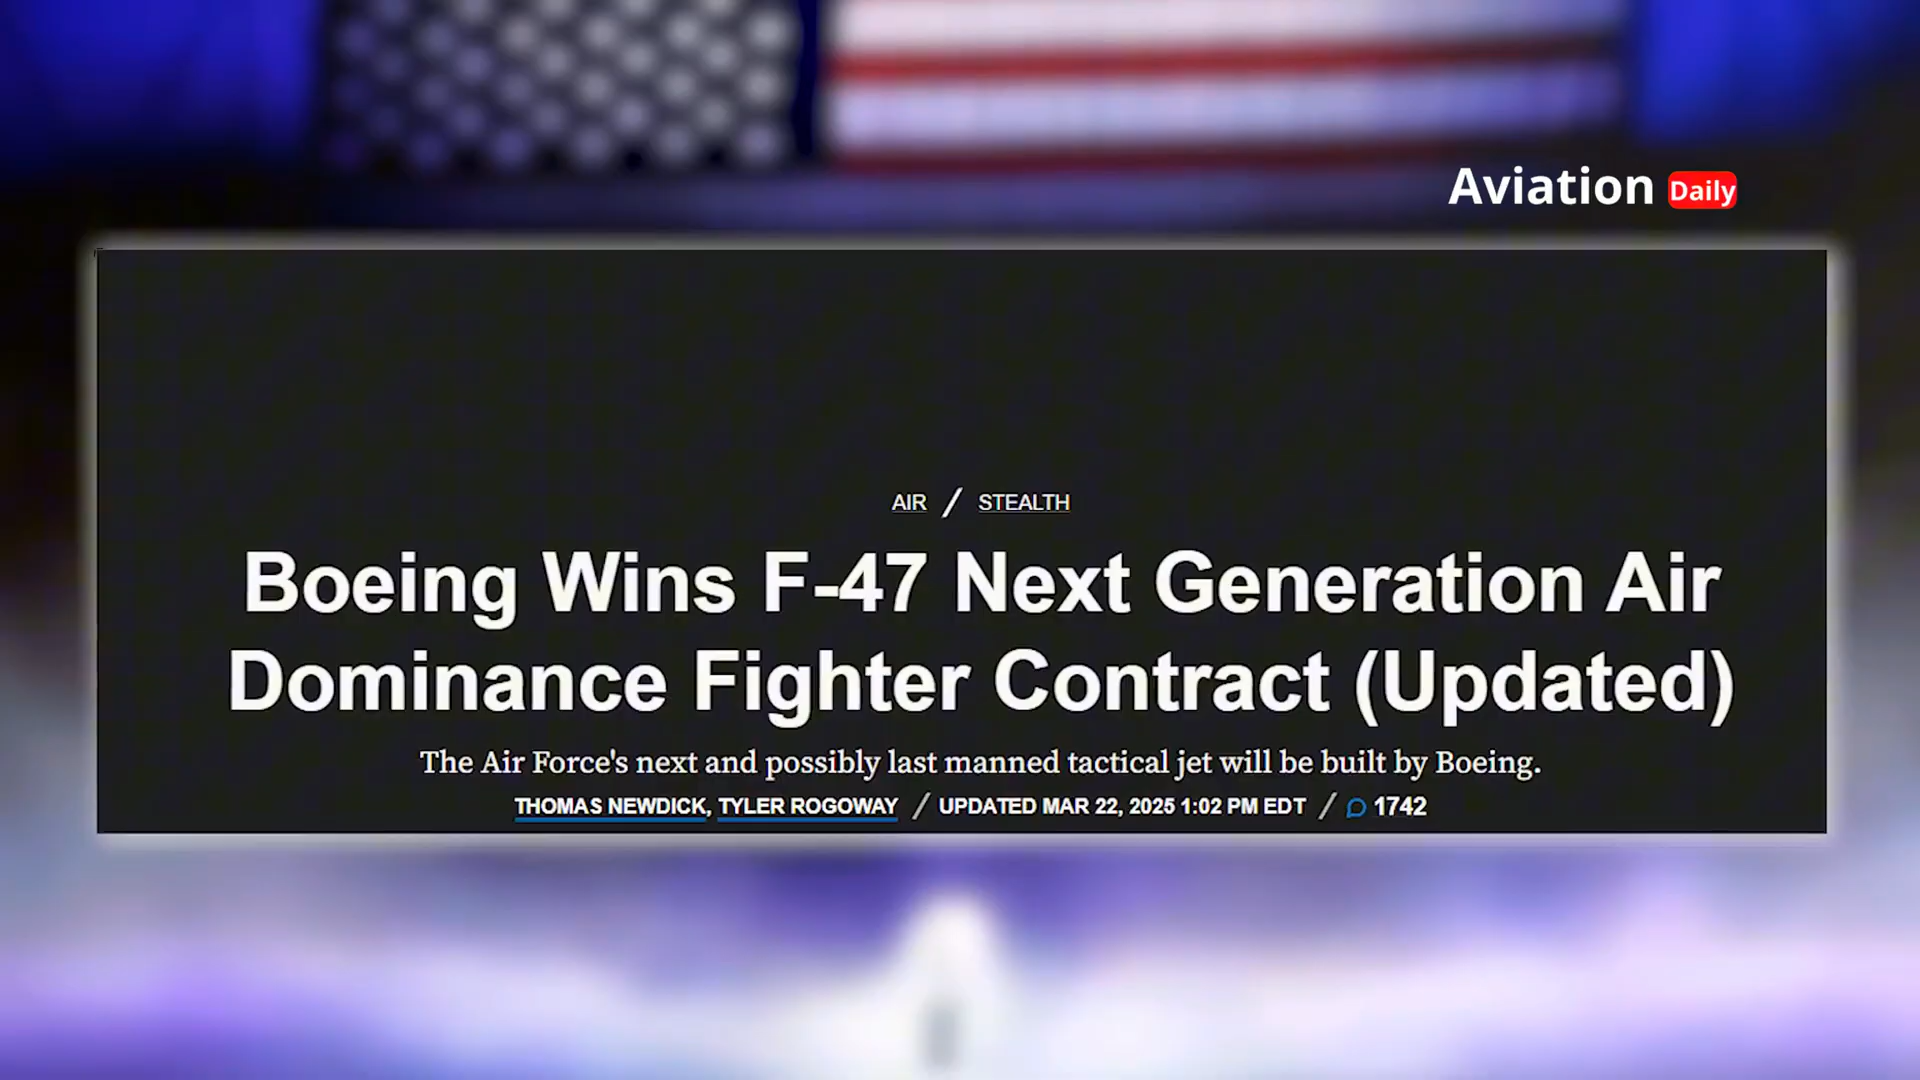 Aviation Daily
AIR / STEALTH
Boeing Wins F-47 Next Generation Air
Dominance Fighter Contract (Updated)
The Air Force's next and possibly last manned tactical jet will be built by Boeing.
THOMAS NEWDICK, TYLER ROGOWAY / UPDATED MAR 22, 2025 1:02 PM EDT / 1742